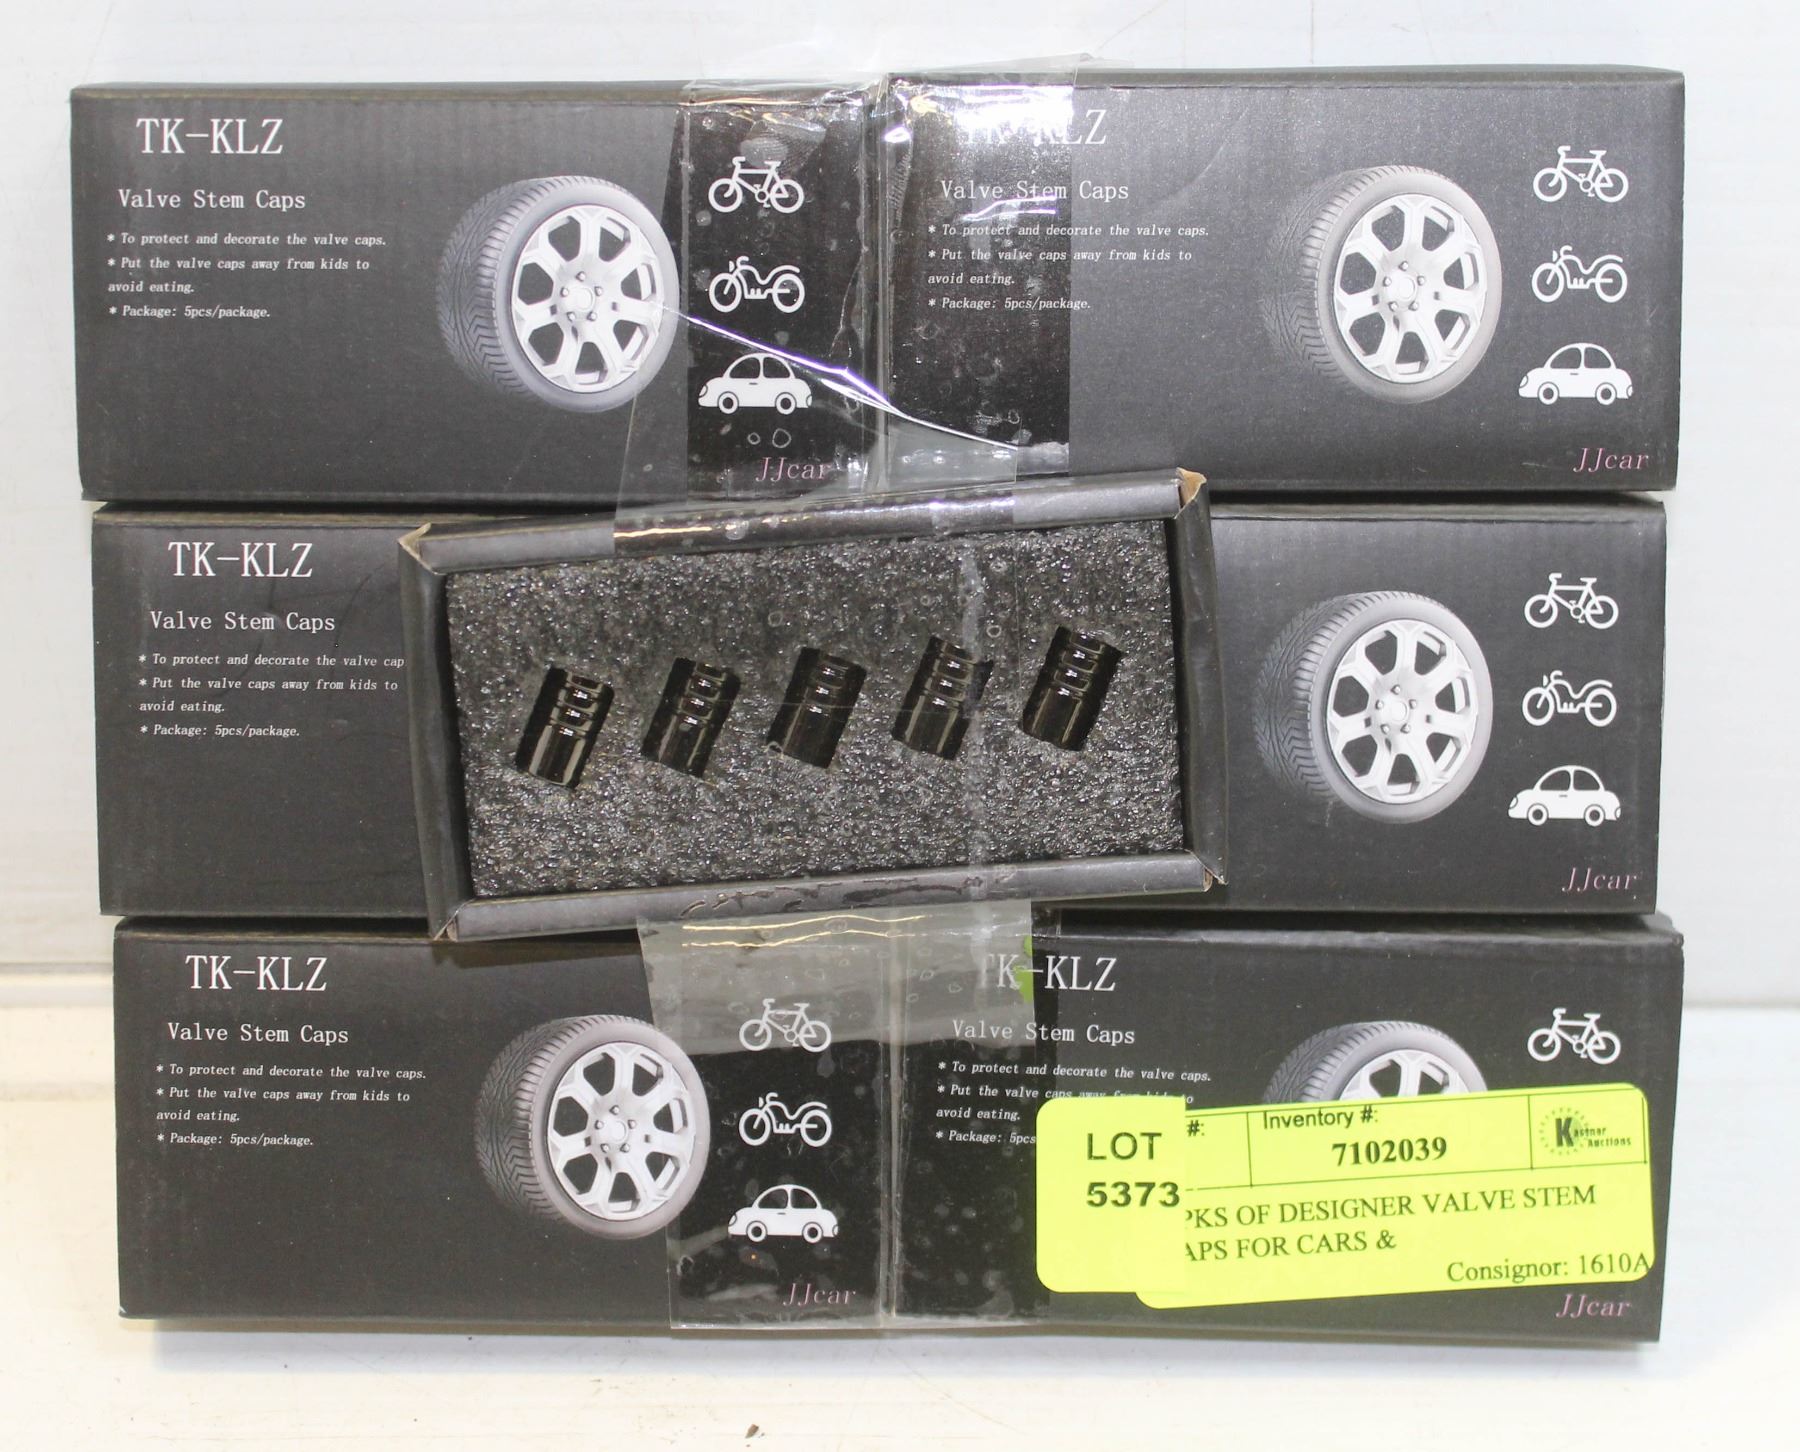 TK-KLZ
Valve Stem Caps
* To protect and decorate the valve caps.
* Put the valve caps away from kids to
avoid eating.
* Package: 5pcs/package.
JJcar
TK-KLZ
Valve Stem Caps
* To protect and decorate the valve caps.
* Put the valve caps away from kids to
avoid eating.
* Package: 5pcs/package.
JJcar
TK-KLZ
Valve Stem Caps
* To protect and decorate the valve cap
* Put the valve caps away from kids to
avoid eating.
* Package: 5pcs/package.
JJcar
TK-KLZ
Valve Stem Caps
* To protect and decorate the valve caps.
* Put the valve caps away from kids to
avoid eating.
* Package: 5pcs/package.
JJcar
TK-KLZ
Valve Stem Caps
* To protect and decorate the valve caps.
* Put the valve caps away from kids to
avoid eating.
* Package: 5pcs
JJcar
LOT
5373
#:
Inventory #:
7102039
Kastner
Auctions
PKS OF DESIGNER VALVE STEM
APS FOR CARS &
Consignor: 1610A